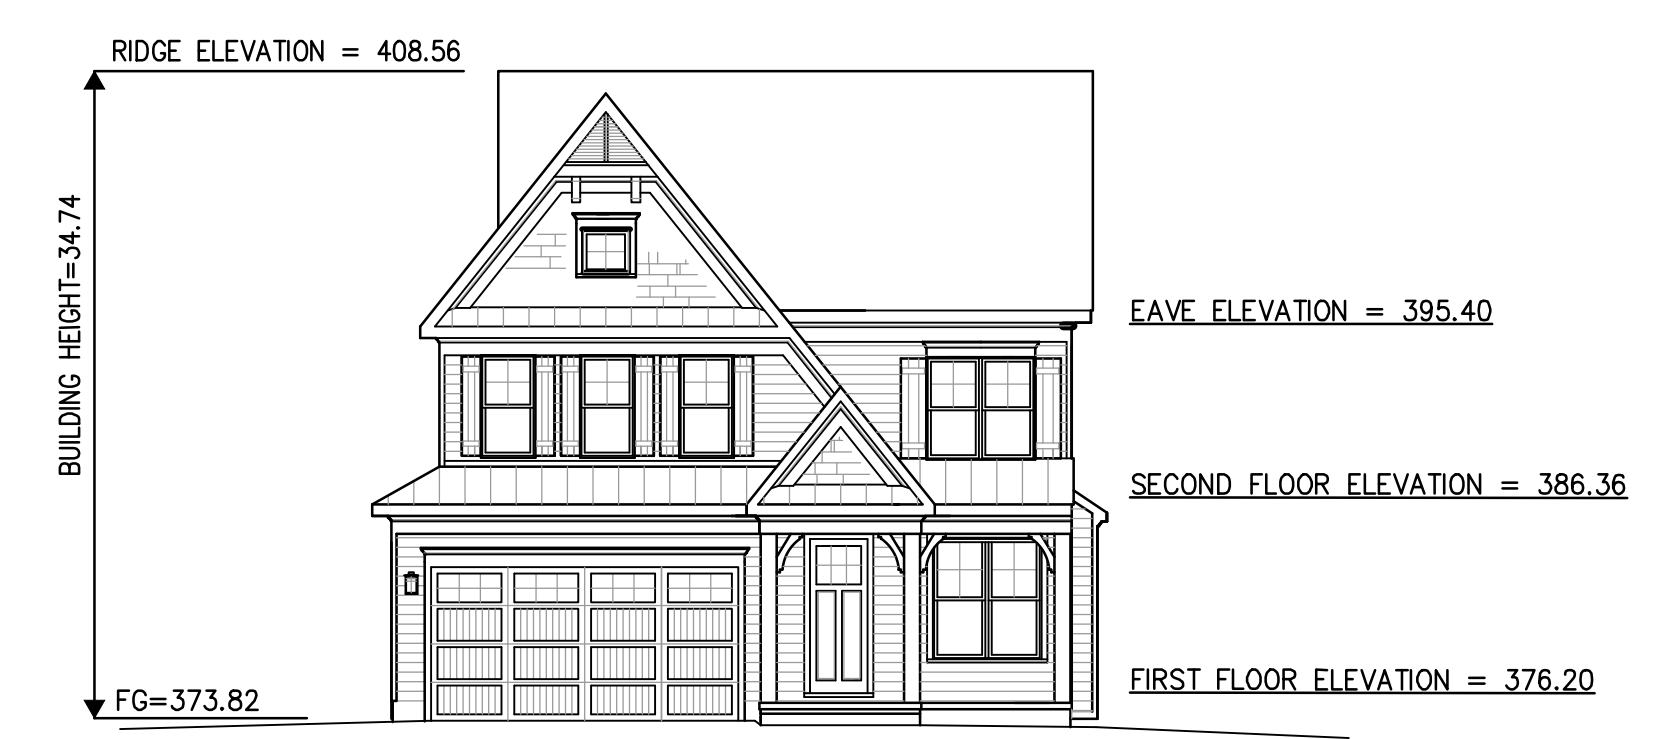 RIDGE ELEVATION = 408.56
BUILDING HEIGHT=34.74
EAVE ELEVATION = 395.40
SECOND FLOOR ELEVATION = 386.36
FIRST FLOOR ELEVATION = 376.20
FG=373.82